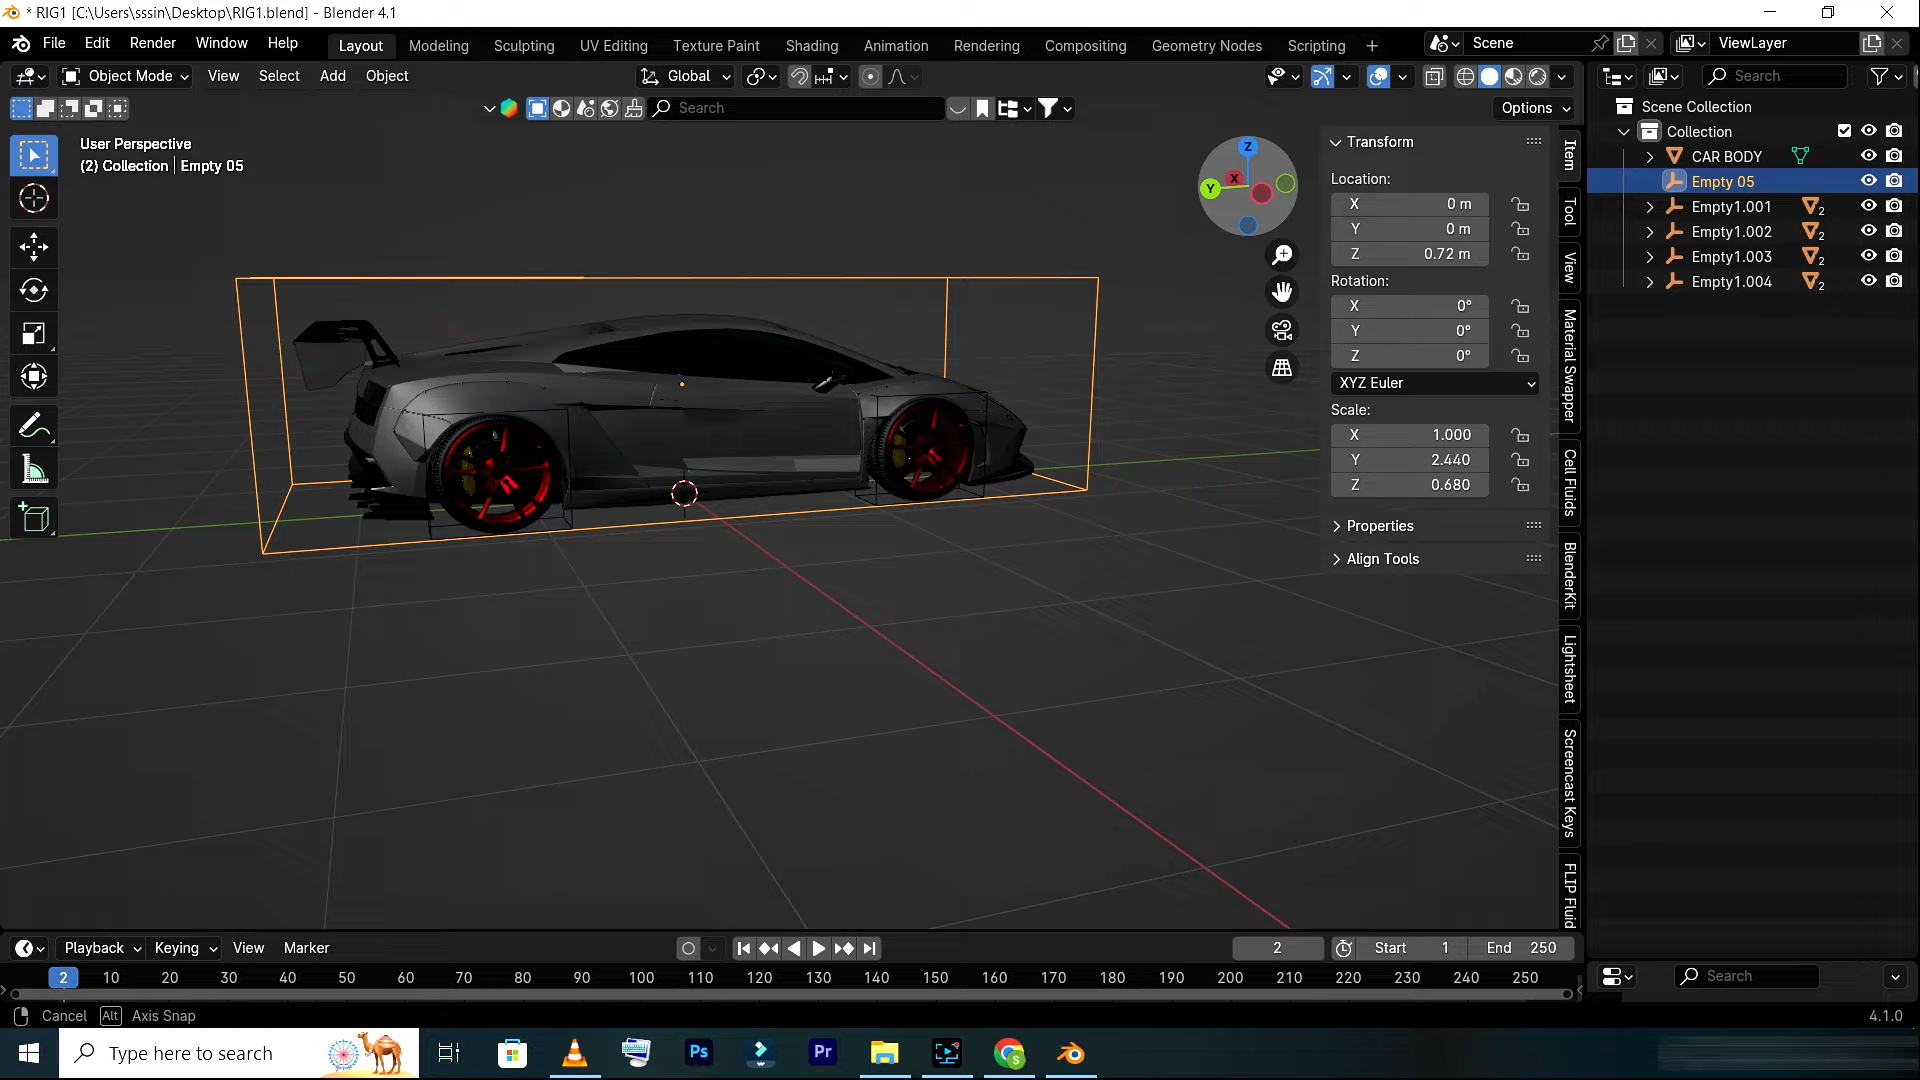 * RIG1 [C:\Users\sssin\Desktop\RIG1.blend] - Blender 4.1
File Edit Render Window Help
Layout Modeling Sculpting UV Editing Texture Paint Shading Animation Rendering Compositing Geometry Nodes Scripting
Scene
ViewLayer
Object Mode View Select Add Object
Global
Search
Search
Options
User Perspective
(2) Collection | Empty 05
Z
X
Y
Transform
Location:
X 0 m
Y 0 m
Z 0.72 m
Rotation:
X 0°
Y 0°
Z 0°
XYZ Euler
Scale:
X 1.000
Y 2.440
Z 0.680
Properties
Align Tools
Item
Tool
View
Material Swapper
Cell Fluids
BlenderKit
Lightsheet
Screencast Keys
FLIP Fluid
Scene Collection
Collection
CAR BODY
Empty 05
Empty1.001 2
Empty1.002 2
Empty1.003 2
Empty1.004 2
Playback Keying View Marker
2
Start 1 End 250
2 10 20 30 40 50 60 70 80 90 100 110 120 130 140 150 160 170 180 190 200 210 220 230 240 250
Search
Cancel Alt Axis Snap
4.1.0
Type here to search
Ps
Pr
S